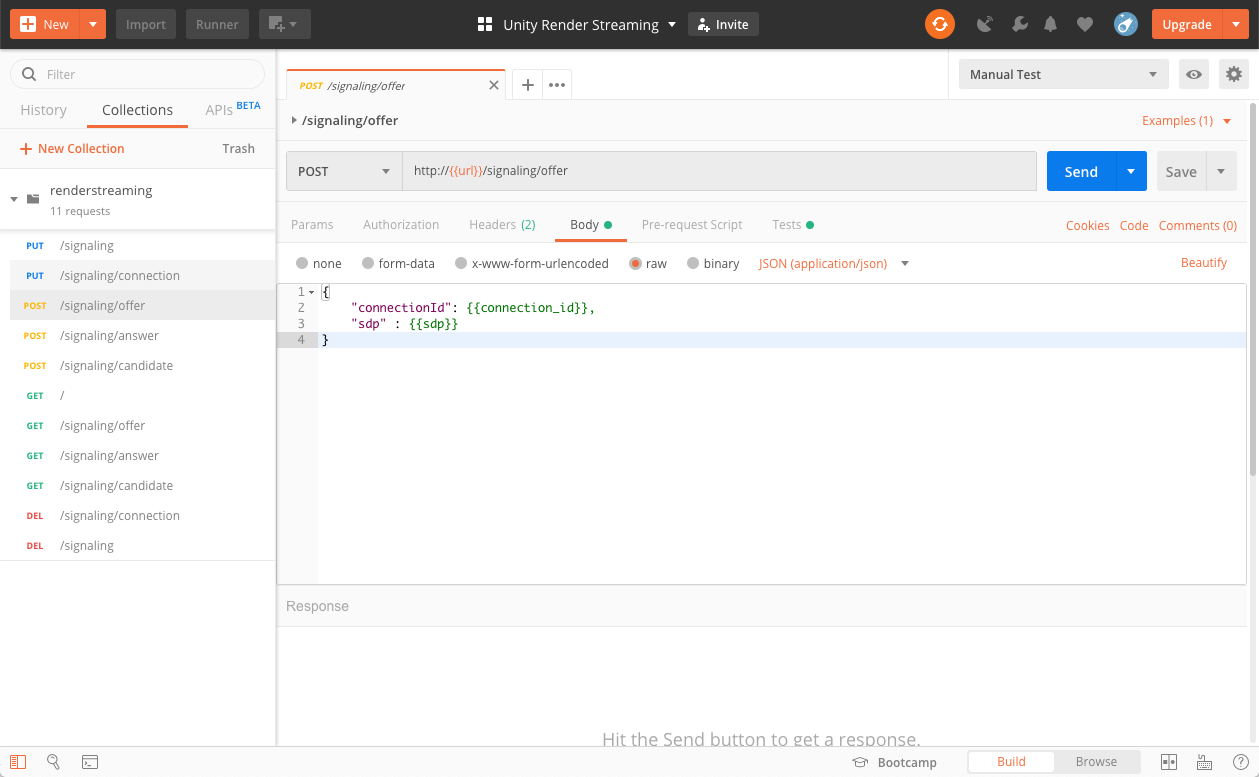 New
Import
Runner
Unity Render Streaming
Invite
Upgrade
Filter
History
Collections
APIs BETA
New Collection
Trash
renderstreaming
11 requests
PUT /signaling
PUT /signaling/connection
POST /signaling/offer
POST /signaling/answer
POST /signaling/candidate
GET /
GET /signaling/offer
GET /signaling/answer
GET /signaling/candidate
DEL /signaling/connection
DEL /signaling
POST /signaling/offer
Manual Test
/signaling/offer
Examples (1)
POST
http://{{url}}/signaling/offer
Send
Save
Params
Authorization
Headers (2)
Body
Pre-request Script
Tests
Cookies
Code
Comments (0)
none
form-data
x-www-form-urlencoded
raw
binary
JSON (application/json)
Beautify
1 {
2 "connectionId": {{connection_id}},
3 "sdp" : {{sdp}}
4 }
Response
Hit the Send button to get a response.
Bootcamp
Build
Browse